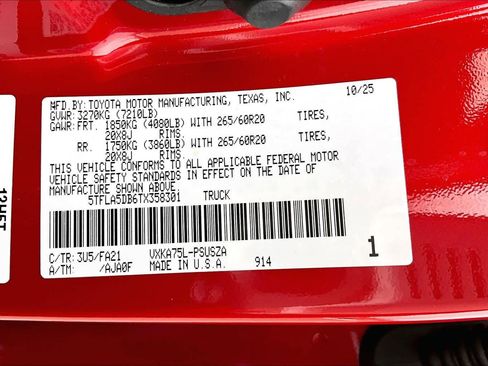 MFD.BY: TOYOTA MOTOR MANUFACTURING, TEXAS, INC. 10/25
GVWR: 3270KG (7210LB)
GAWR: FRT. 1850KG (4080LB) WITH 265/60R20 TIRES,
20X8J RIMS,
RR. 1750KG (3860LB) WITH 265/60R20 TIRES,
20X8J RIMS.
THIS VEHICLE CONFORMS TO ALL APPLICABLE FEDERAL MOTOR
VEHICLE SAFETY STANDARDS IN EFFECT ON THE DATE OF
MANUFACTURE SHOWN ABOVE.
5TFLA5DB6TX358301 TRUCK
C/TR: 3U5/FA21 VXKA75L-PSUSZA
A/TM: /AJA0F MADE IN U.S.A. 914 1
12H5T